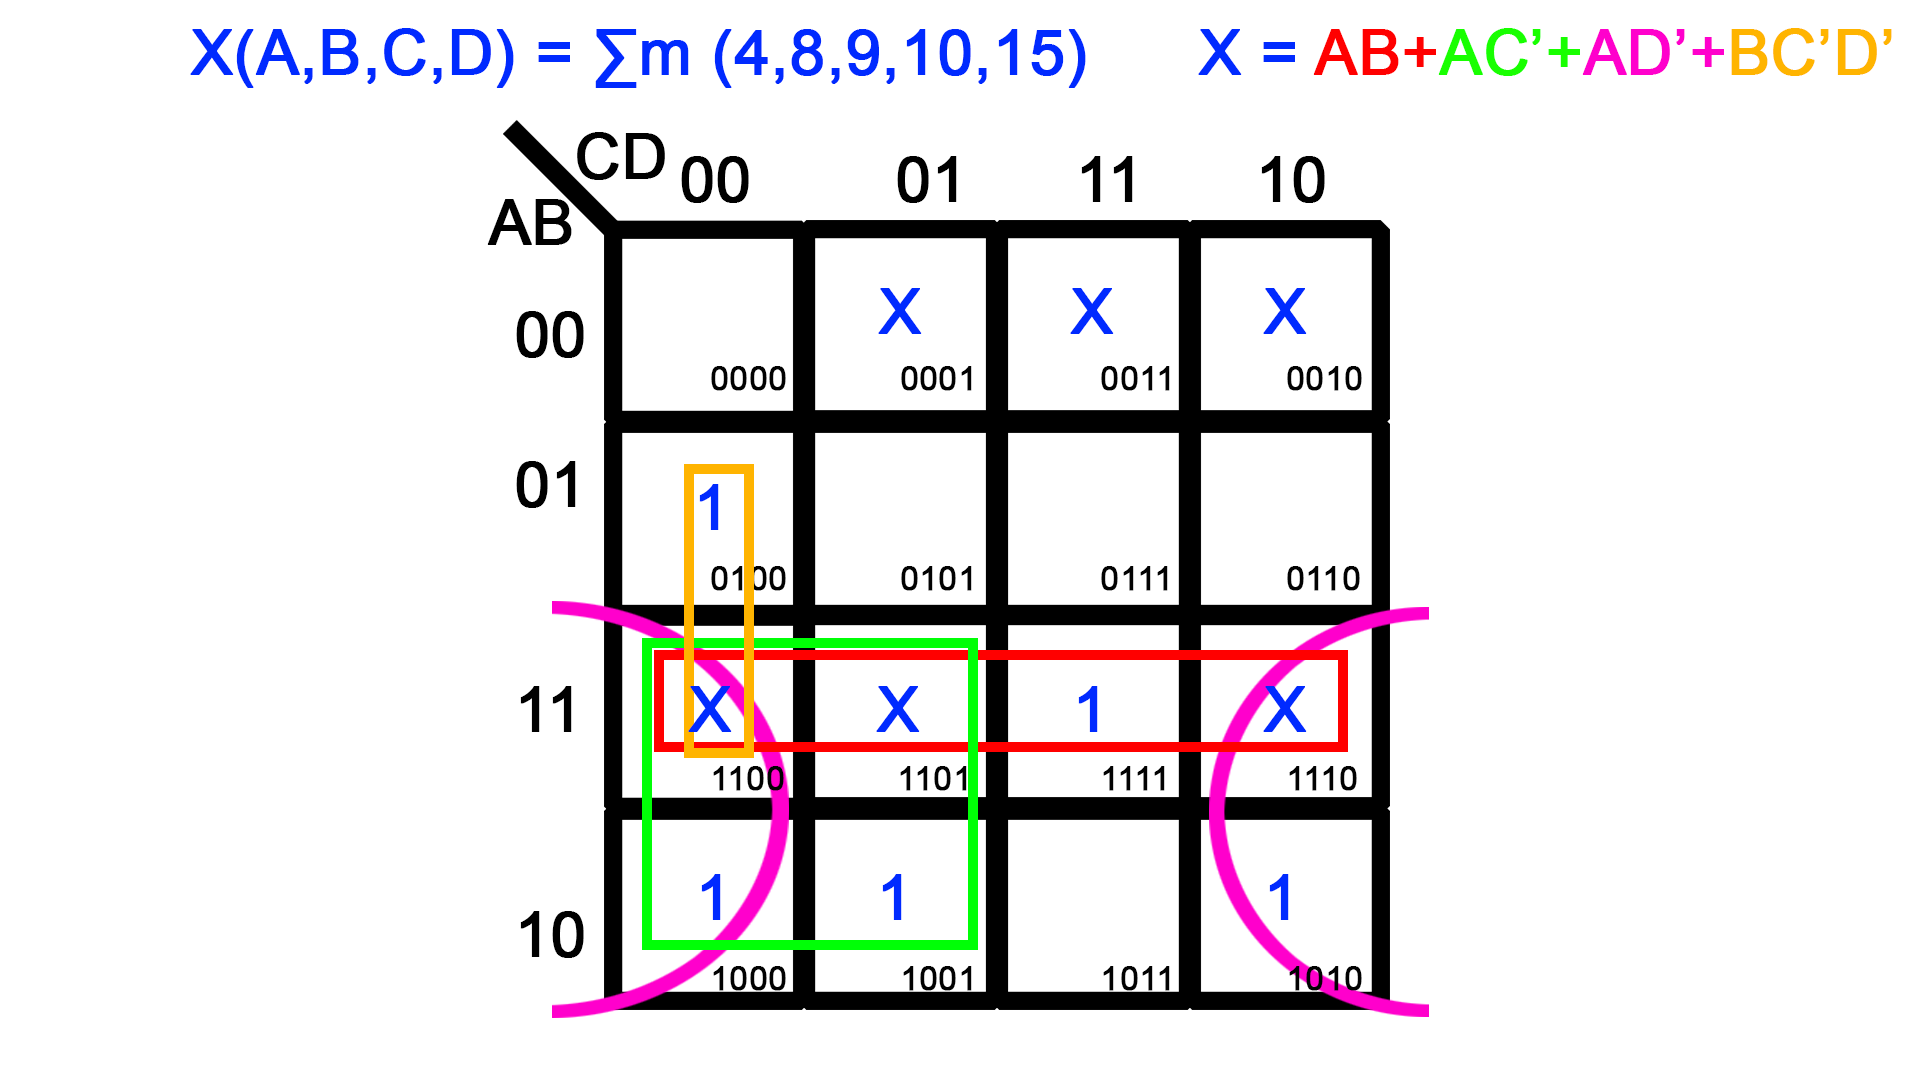 X(A,B,C,D) = ∑m (4,8,9,10,15) X = AB+AC’+AD’+BC’D’
CD 00 01 11 10
AB
00 X X X
0000 0001 0011 0010
01 1
0100 0101 0111 0110
11 X X 1 X
1100 1101 1111 1110
10 1 1 1
1000 1001 1011 1010